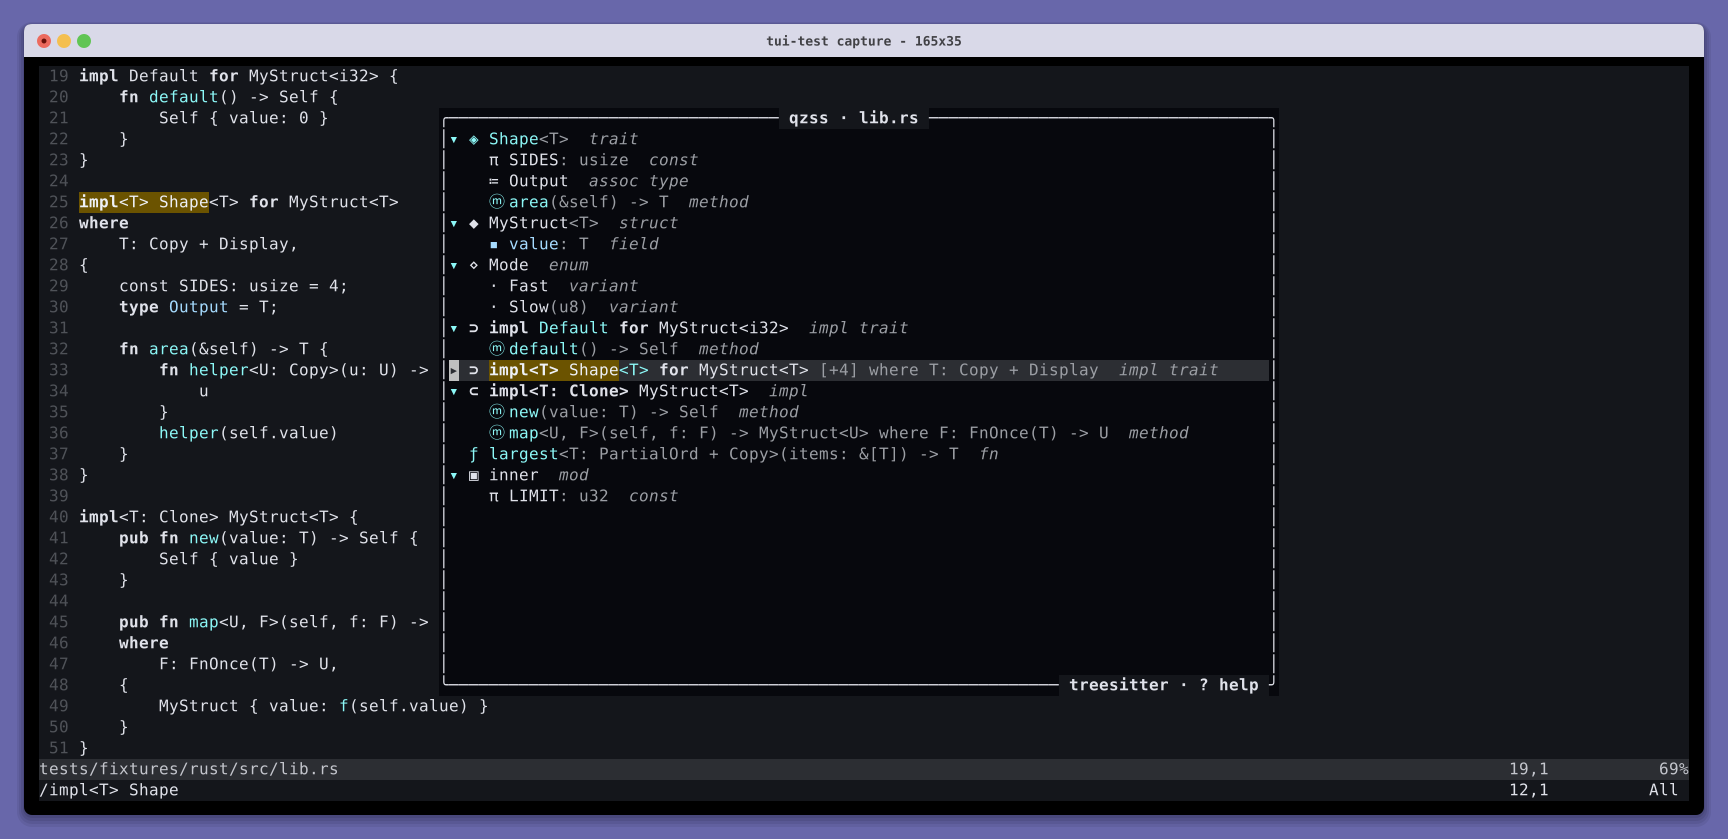 tui-test capture - 165x35
19 impl Default for MyStruct<i32> {
20     fn default() -> Self {
21         Self { value: 0 }
22     }
23 }
24
25 impl<T> Shape<T> for MyStruct<T>
26 where
27     T: Copy + Display,
28 {
29     const SIDES: usize = 4;
30     type Output = T;
31
32     fn area(&self) -> T {
33         fn helper<U: Copy>(u: U) ->
34             u
35         }
36         helper(self.value)
37     }
38 }
39
40 impl<T: Clone> MyStruct<T> {
41     pub fn new(value: T) -> Self {
42         Self { value }
43     }
44
45     pub fn map<U, F>(self, f: F) ->
46     where
47         F: FnOnce(T) -> U,
48     {
49         MyStruct { value: f(self.value) }
50     }
51 }
qzss · lib.rs
▾ ◈ Shape<T>  trait
π SIDES: usize  const
≔ Output  assoc type
ⓜ area(&self) -> T  method
▾ ◆ MyStruct<T>  struct
▪ value: T  field
▾ ⋄ Mode  enum
· Fast  variant
· Slow(u8)  variant
▾ ⊃ impl Default for MyStruct<i32>  impl trait
ⓜ default() -> Self  method
▸ ⊃ impl<T> Shape<T> for MyStruct<T> [+4] where T: Copy + Display  impl trait
▾ ⊂ impl<T: Clone> MyStruct<T>  impl
ⓜ new(value: T) -> Self  method
ⓜ map<U, F>(self, f: F) -> MyStruct<U> where F: FnOnce(T) -> U  method
ƒ largest<T: PartialOrd + Copy>(items: &[T]) -> T  fn
▾ ▣ inner  mod
π LIMIT: u32  const
treesitter · ? help
tests/fixtures/rust/src/lib.rs 19,1 69%
/impl<T> Shape 12,1 All